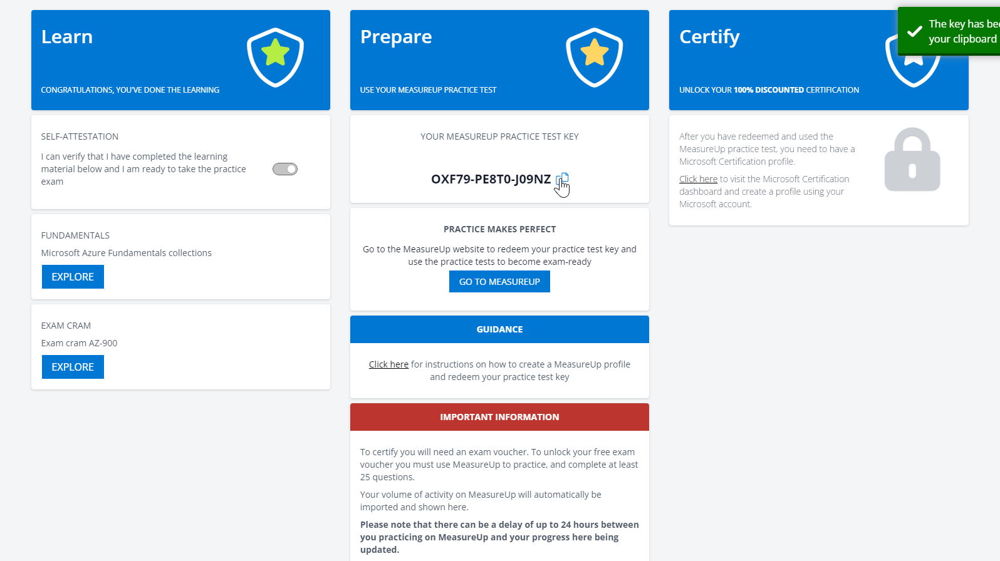 Learn
CONGRATULATIONS, YOU'VE DONE THE LEARNING
SELF-ATTESTATION
I can verify that I have completed the learning
material below and I am ready to take the practice
exam
FUNDAMENTALS
Microsoft Azure Fundamentals collections
EXPLORE
EXAM CRAM
Exam cram AZ-900
EXPLORE
Prepare
USE YOUR MEASUREUP PRACTICE TEST
YOUR MEASUREUP PRACTICE TEST KEY
OXF79-PE8T0-J09NZ
PRACTICE MAKES PERFECT
Go to the MeasureUp website to redeem your practice test key and
use the practice tests to become exam-ready
GO TO MEASUREUP
GUIDANCE
Click here for instructions on how to create a MeasureUp profile
and redeem your practice test key
IMPORTANT INFORMATION
To certify you will need an exam voucher. To unlock your free exam
voucher you must use MeasureUp to practice, and complete at least
25 questions.
Your volume of activity on MeasureUp will automatically be
imported and shown here.
Please note that there can be a delay of up to 24 hours between
you practicing on MeasureUp and your progress here being
updated.
Certify
UNLOCK YOUR 100% DISCOUNTED CERTIFICATION
After you have redeemed and used the
MeasureUp practice test, you need to have a
Microsoft Certification profile.
Click here to visit the Microsoft Certification
dashboard and create a profile using your
Microsoft account.
The key has
your clipboard